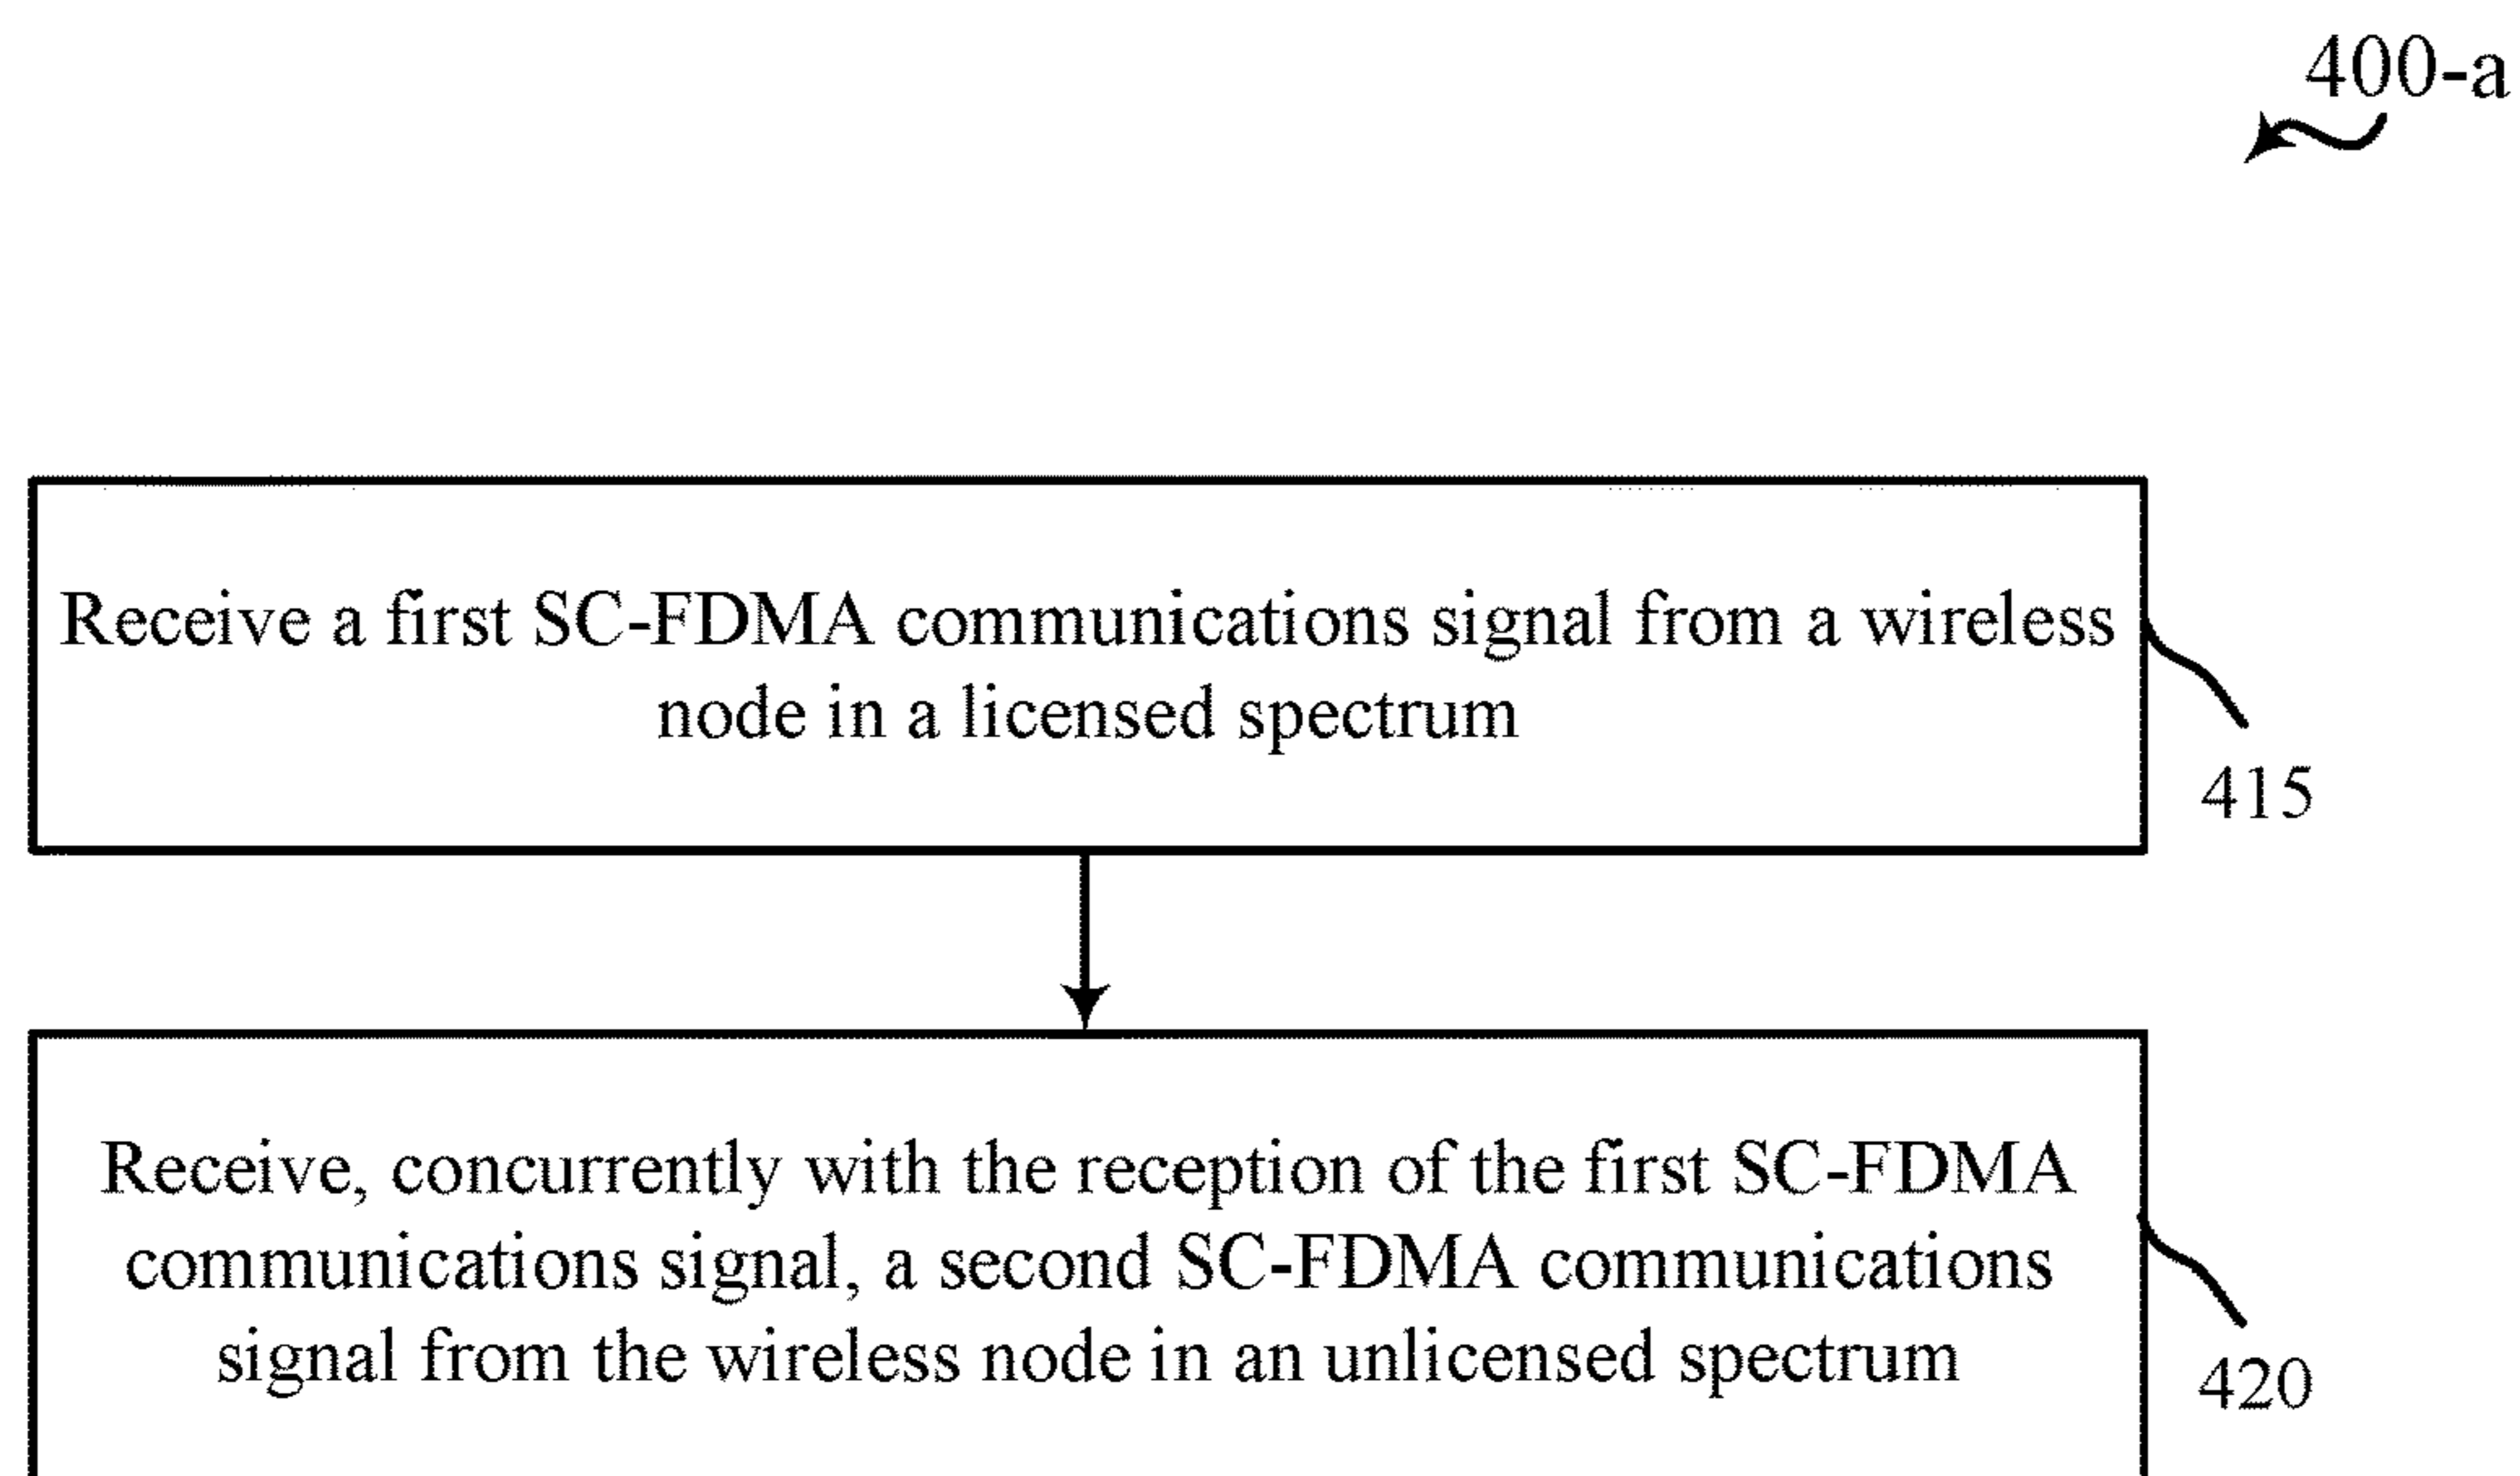 400-a
Receive a first SC-FDMA communications signal from a wireless
node in a licensed spectrum
415
Receive, concurrently with the reception of the first SC-FDMA
communications signal, a second SC-FDMA communications
signal from the wireless node in an unlicensed spectrum
420